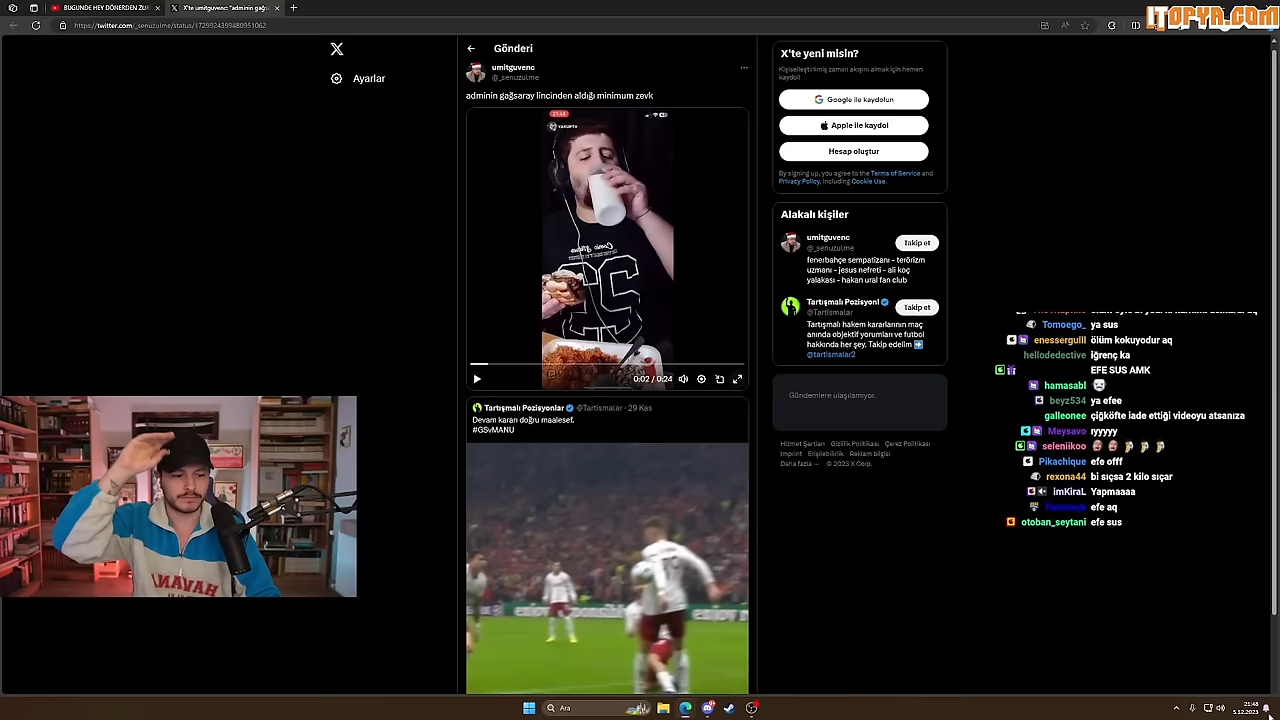 BUGÜNDE HEY DÖNERDEN ZUR
X'te umitguvenc: "adminin gağsa
https://twitter.com/_senuzulme/status/1729924399480951062
ITOPYA.COM
Ayarlar
Gönderi
umitguvenc
@_senuzulme
adminin gağsaray lincinden aldığı minimum zevk
0:02 / 0:24
Tartışmalı Pozisyonlar @Tartismalar · 29 Kas
Devam kararı doğru maalesef.
#GSvMANU
HAVANA
X'te yeni misin?
Kişiselleştirilmiş zaman akışını almak için hemen
kaydol!
Google ile kaydolun
Apple ile kaydol
Hesap oluştur
By signing up, you agree to the Terms of Service and
Privacy Policy, including Cookie Use.
Alakalı kişiler
umitguvenc
@_senuzulme
Takip et
fenerbahçe sempatizanı - terörizm
uzmanı - jesus nefreti - ali koç
yalakası - hakan ural fan club
Tartışmalı Pozisyonl
@Tartismalar
Takip et
Tartışmalı hakem kararlarının maç
anında objektif yorumları ve futbol
hakkında her şey. Takip edelim
@tartismalar2
Gündemlere ulaşılamıyor.
Hizmet Şartları Gizlilik Politikası Çerez Politikası
Imprint Erişilebilirlik Reklam bilgisi
Daha fazla ··· © 2023 X Corp.
Tomoego_ ya sus
enessergulll ölüm kokuyodur aq
hellodedective iğrenç ka
EFE SUS AMK
hamasabl
beyz534 ya efee
galleonee çiğköfte iade ettiği videoyu atsanıza
Meysavo ıyyyyy
seleniikoo
Pikachique efe offf
rexona44 bi sıçsa 2 kilo sıçar
imKiraL Yapmaaaa
efe aq
otoban_seytani efe sus
Ara
21:48
5.12.2023